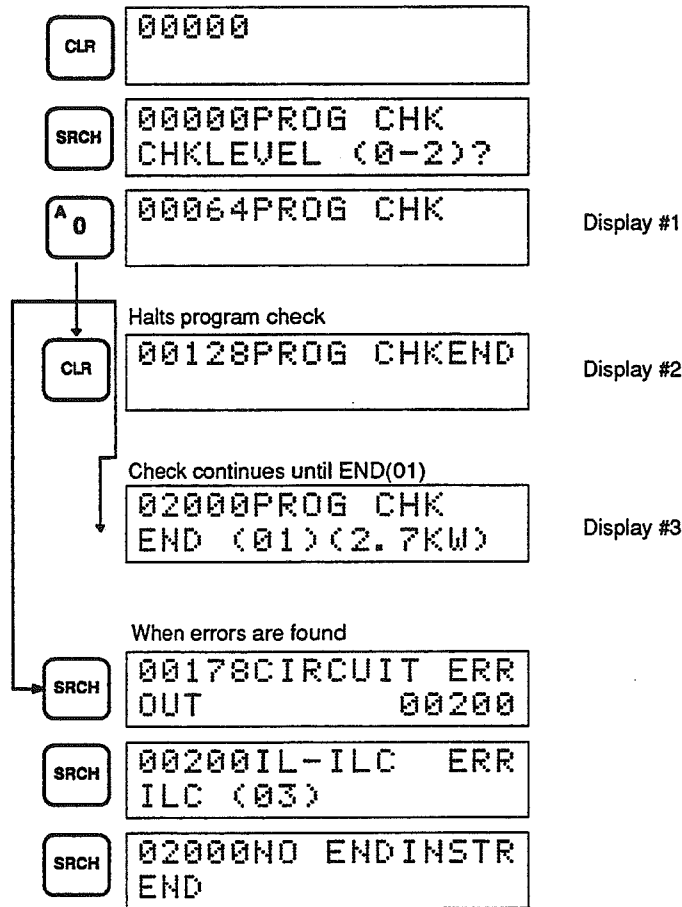 CLR
00000
SRCH
00000PROG CHK
CHKLEVEL (0-2)?
A 0
00064PROG CHK
Display #1
Halts program check
CLR
00128PROG CHKEND
Display #2
Check continues until END(01)
02000PROG CHK
END (01)(2.7KW)
Display #3
When errors are found
SRCH
00178CIRCUIT ERR
OUT 00200
SRCH
00200IL-ILC ERR
ILC (03)
SRCH
02000NO ENDINSTR
END